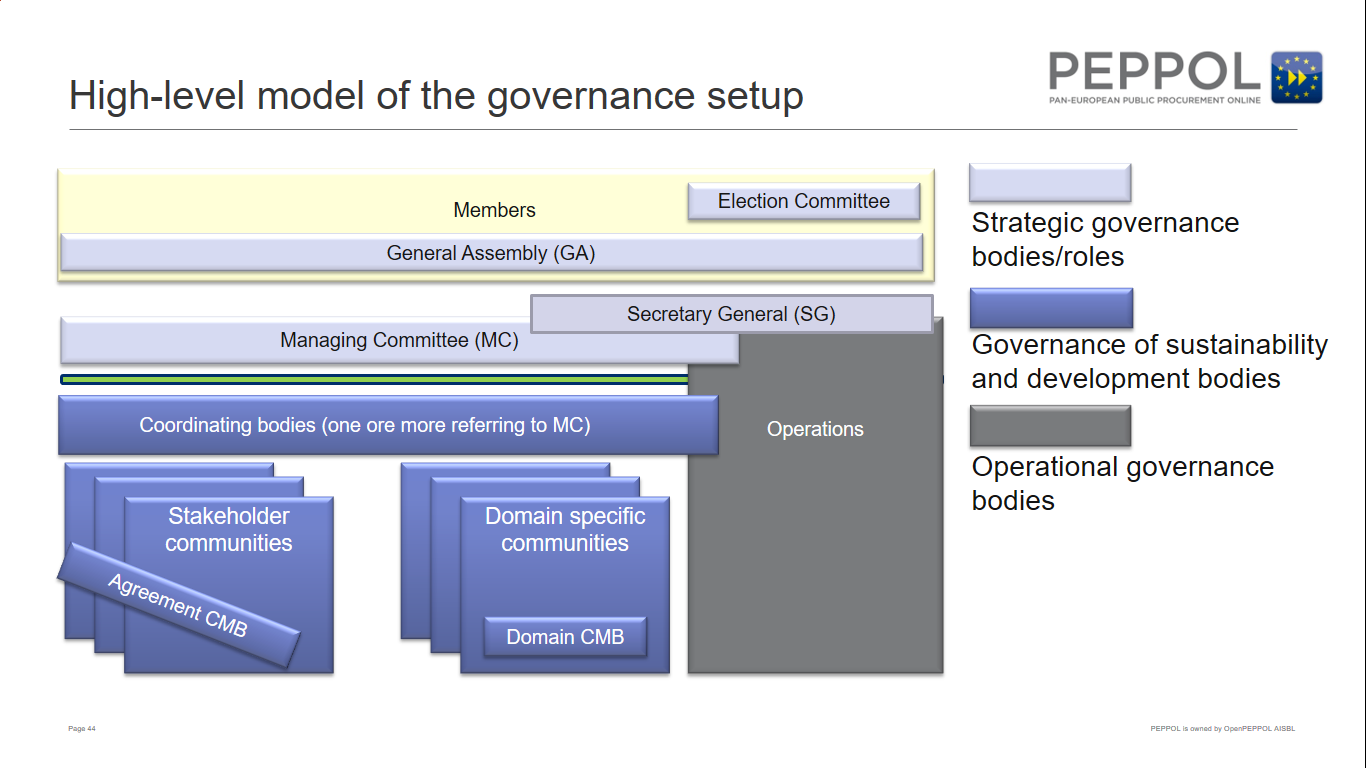 PEPPOL
PAN-EUROPEAN PUBLIC PROCUREMENT ONLINE
High-level model of the governance setup
Members
Election Committee
General Assembly (GA)
Secretary General (SG)
Managing Committee (MC)
Coordinating bodies (one ore more referring to MC)
Operations
Stakeholder
communities
Agreement CMB
Domain specific
communities
Domain CMB
Strategic governance
bodies/roles
Governance of sustainability
and development bodies
Operational governance
bodies
Page 44
PEPPOL is owned by OpenPEPPOL AISBL